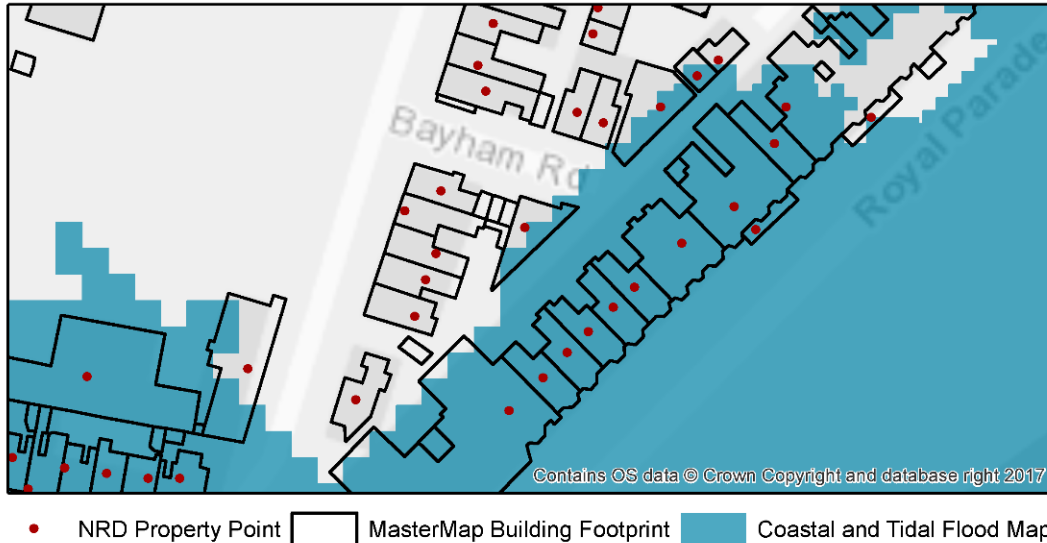 Bayham Rd
Royal Parade
Contains OS data © Crown Copyright and database right 2017
NRD Property Point
MasterMap Building Footprint
Coastal and Tidal Flood Map